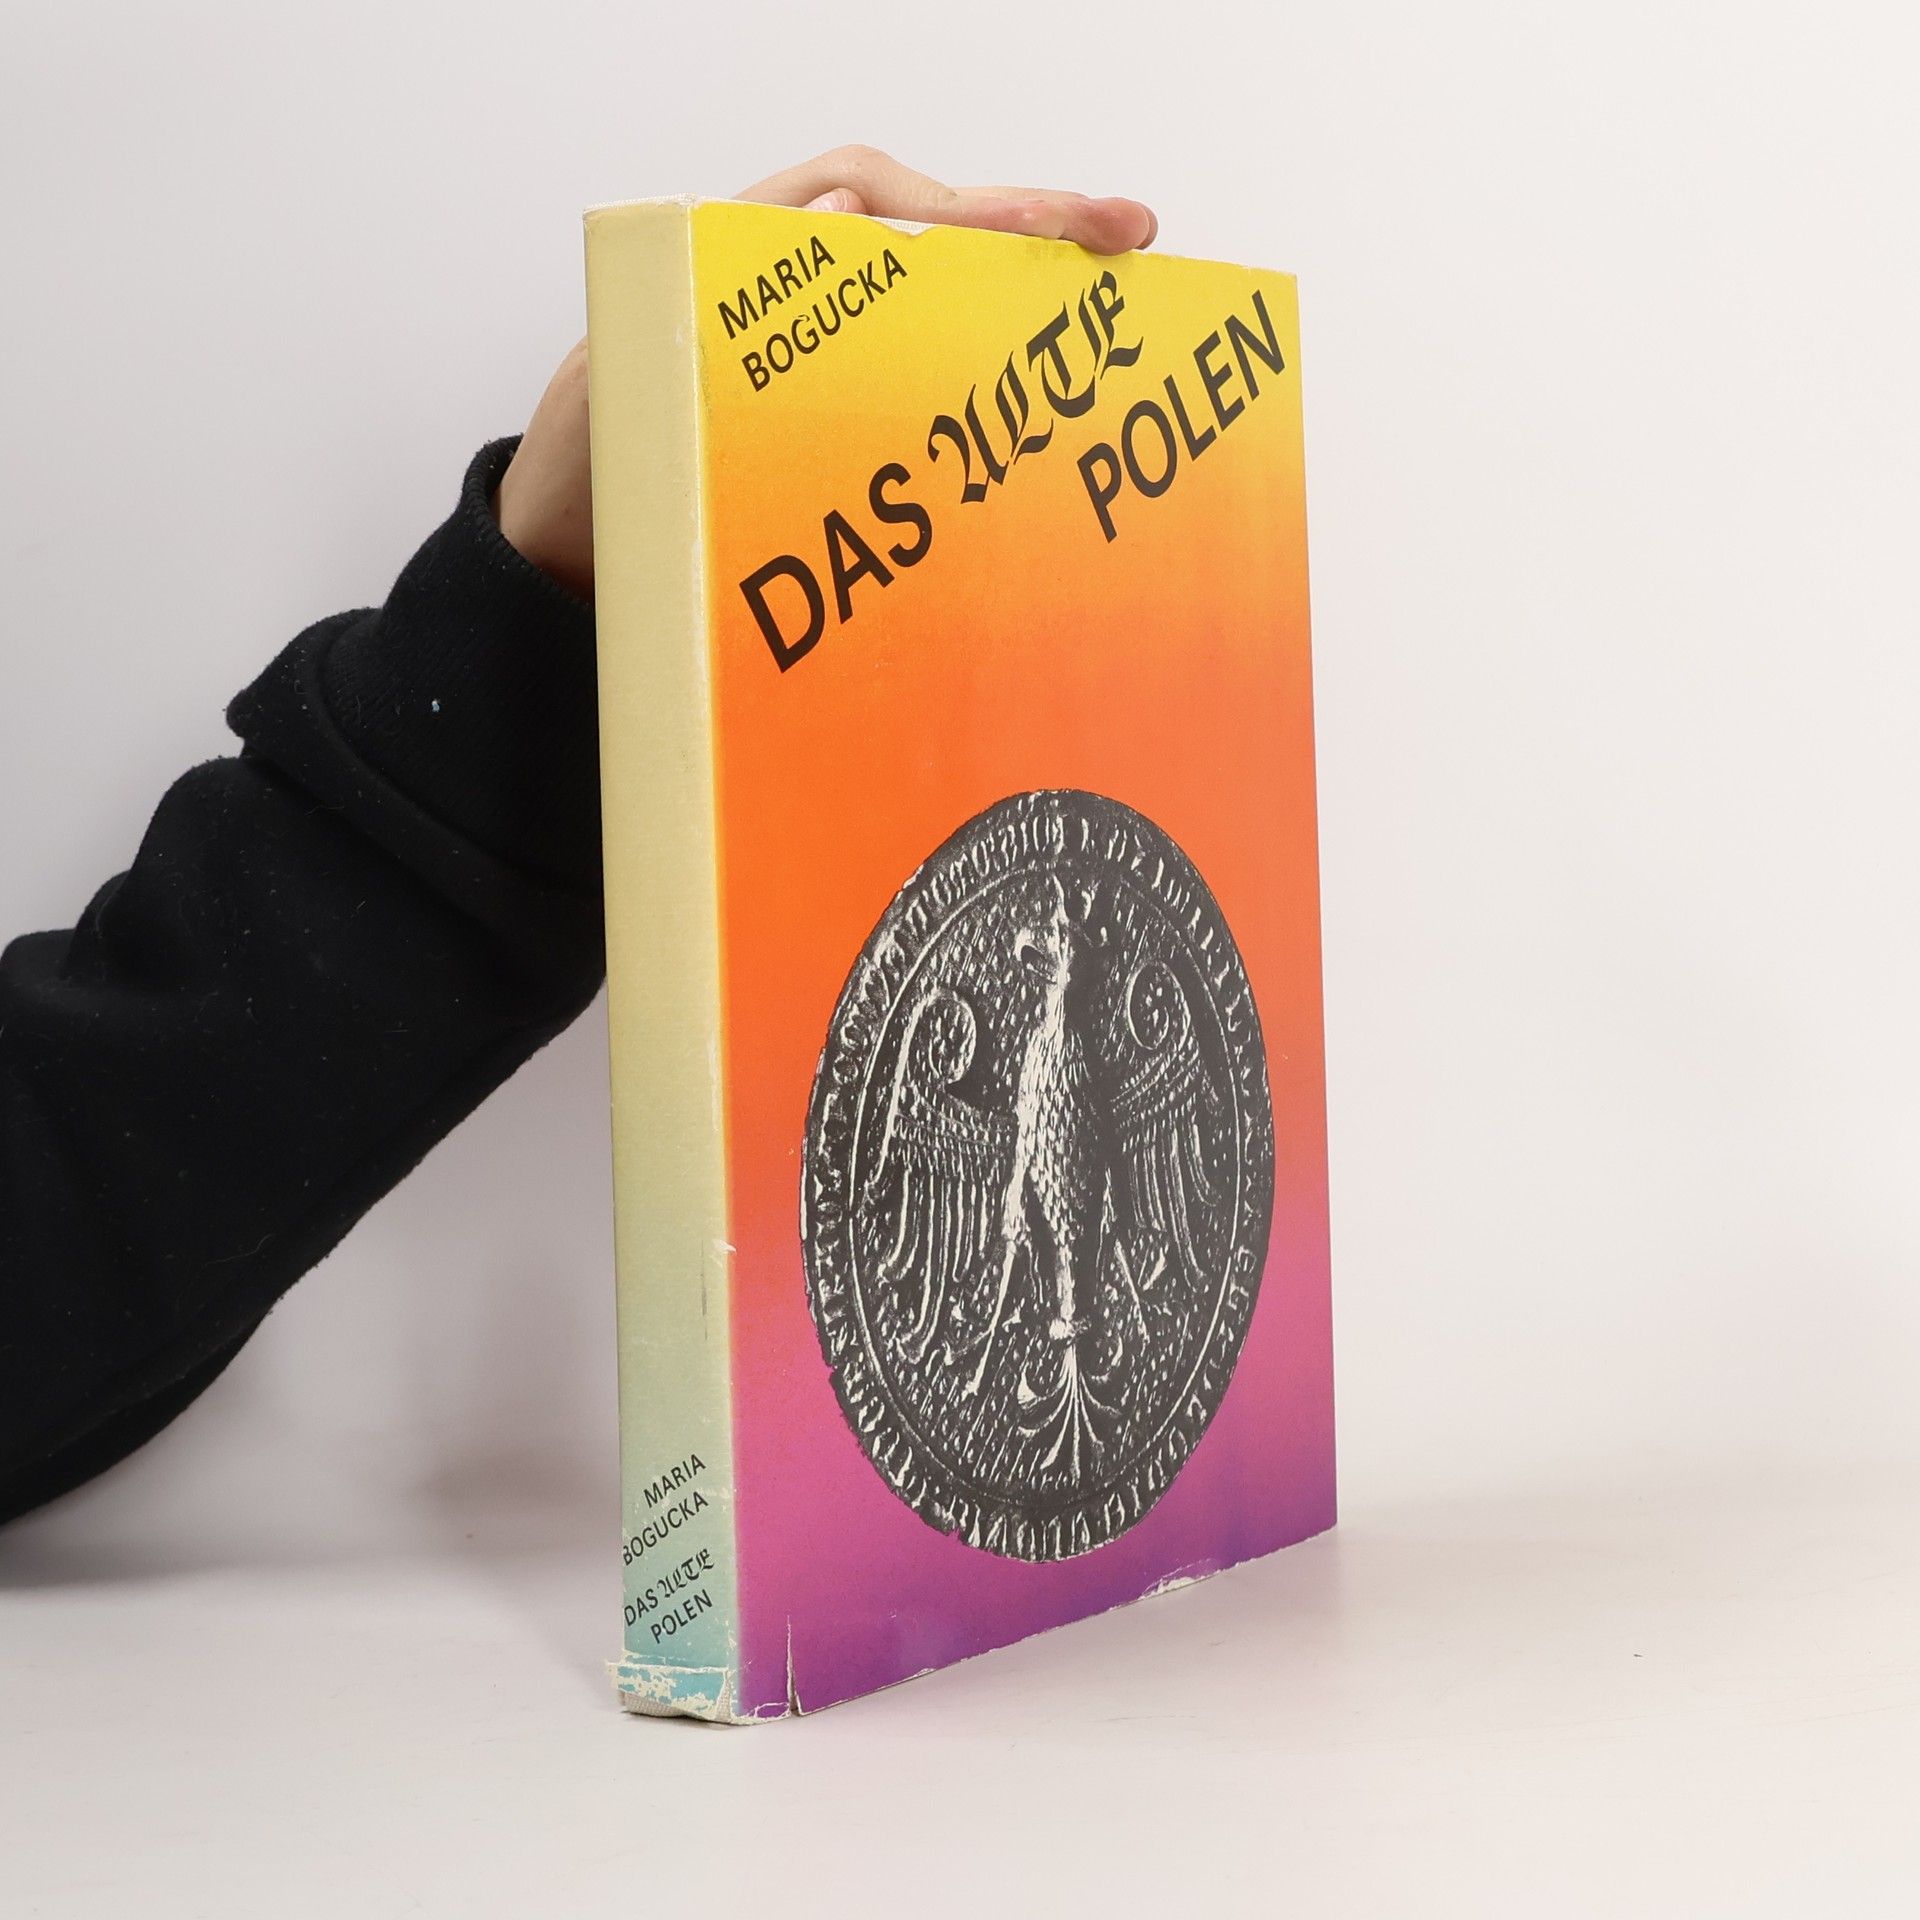 MARIA
BOGUCKA
DAS ALTE
POLEN
MARIA
BOGUCKA
DAS ALTE
POLEN